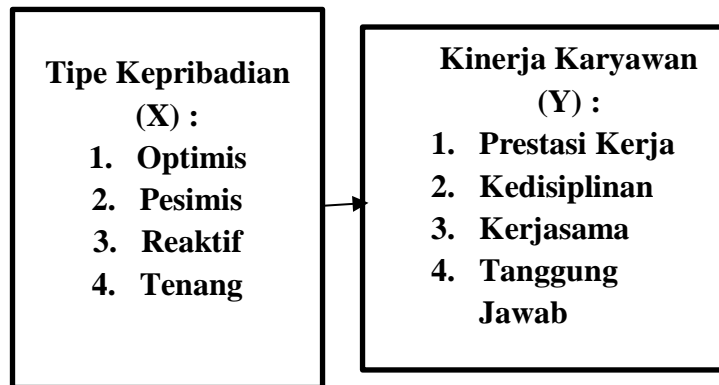 Tipe Kepribadian
(X) :
1. Optimis
2. Pesimis
3. Reaktif
4. Tenang
Kinerja Karyawan
(Y) :
1. Prestasi Kerja
2. Kedisiplinan
3. Kerjasama
4. Tanggung
Jawab